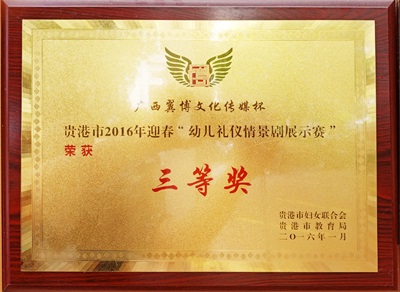 广西冀博文化传媒杯
贵港市2016年迎春“幼儿礼仪情景剧展示赛”
荣获
三等奖
贵港市妇女联合会
贵港市教育局
二〇一六年一月